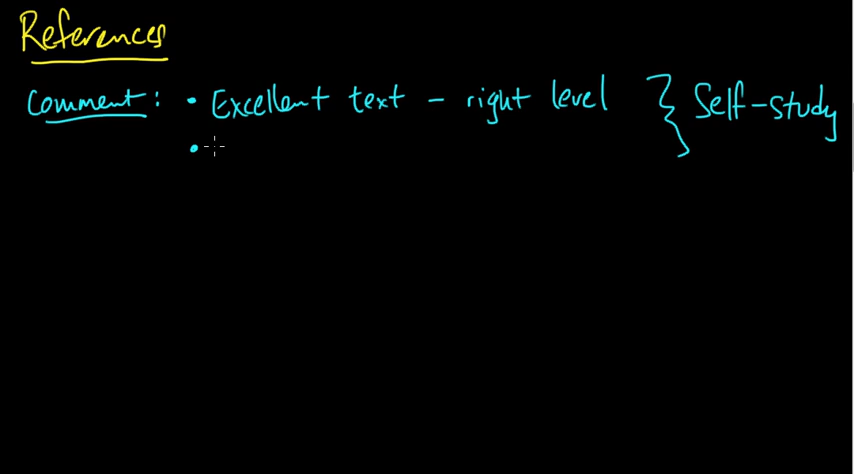 References
Comment: • Excellent text - right level } Self-study
•